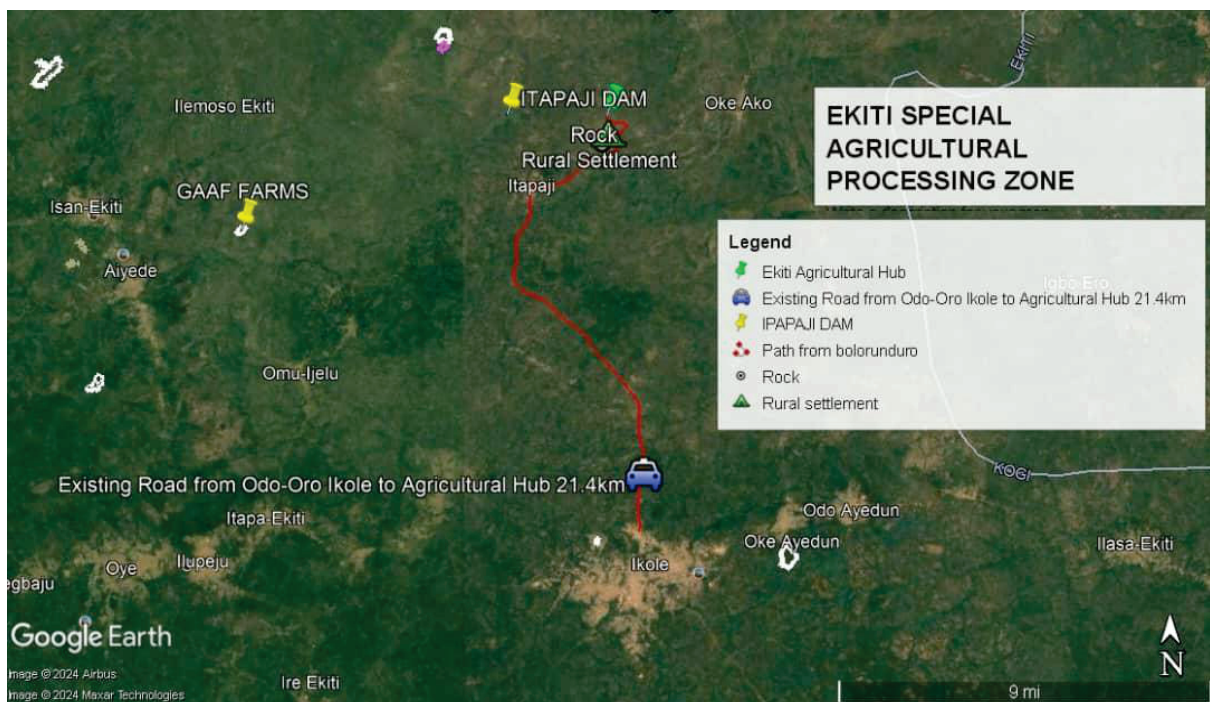 EKITI
Ilemoso Ekiti
ITAPAJI DAM
Oke Ako
EKITI SPECIAL
AGRICULTURAL
PROCESSING ZONE
Rock
Rural Settlement
Itapaji
GAAF FARMS
Isan-Ekiti
Aiyede
Legend
Ekiti Agricultural Hub
Existing Road from Odo-Oro Ikole to Agricultural Hub 21.4km
IPAPAJI DAM
Path from bolorunduro
Rock
Rural settlement
Igbo Ero
Omu-Ijelu
KOGI
Existing Road from Odo-Oro Ikole to Agricultural Hub 21.4km
Itapa-Ekiti
Odo Ayedun
Oke Ayedun
Ilasa-Ekiti
Oye
Ilupeju
Ikole
egbaju
Google Earth
Image © 2024 Airbus
Image © 2024 Maxar Technologies
Ire Ekiti
N
9 mi